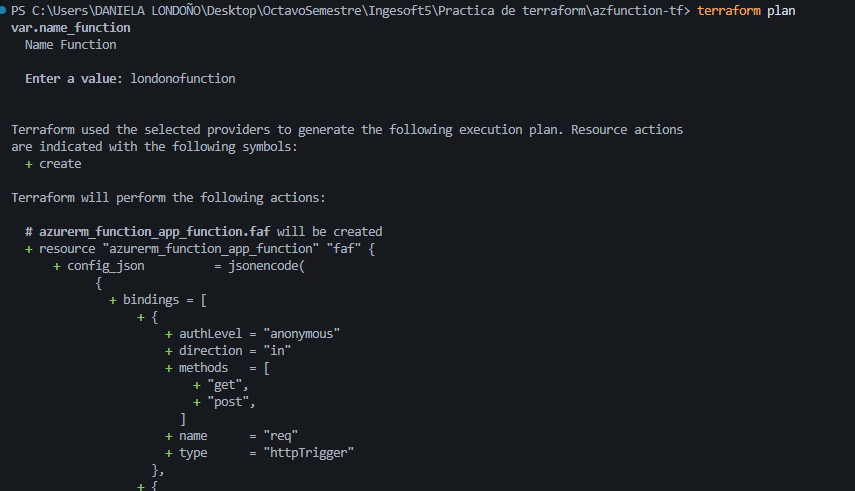 PS C:\Users\DANIELA LONDOÑO\Desktop\OctavoSemestre\Ingesoft5\Practica de terraform\azfunction-tf> terraform plan
var.name_function
  Name Function

  Enter a value: londonofunction


Terraform used the selected providers to generate the following execution plan. Resource actions
are indicated with the following symbols:
  + create

Terraform will perform the following actions:

  # azurerm_function_app_function.faf will be created
  + resource "azurerm_function_app_function" "faf" {
      + config_json          = jsonencode(
            {
              + bindings = [
                  + {
                      + authLevel = "anonymous"
                      + direction = "in"
                      + methods   = [
                          + "get",
                          + "post",
                        ]
                      + name      = "req"
                      + type      = "httpTrigger"
                    },
                  + {